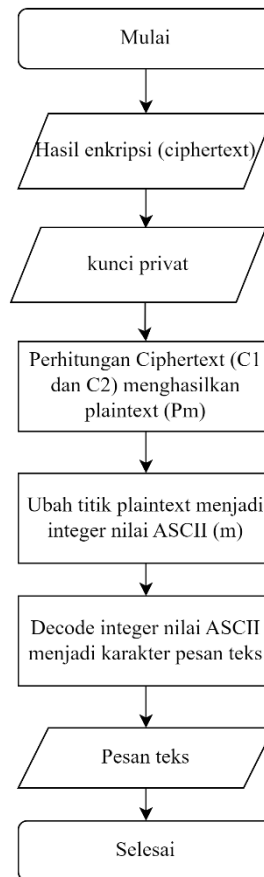 Mulai
Hasil enkripsi (ciphertext)
kunci privat
Perhitungan Ciphertext (C1
dan C2) menghasilkan
plaintext (Pm)
Ubah titik plaintext menjadi
integer nilai ASCII (m)
Decode integer nilai ASCII
menjadi karakter pesan teks
Pesan teks
Selesai